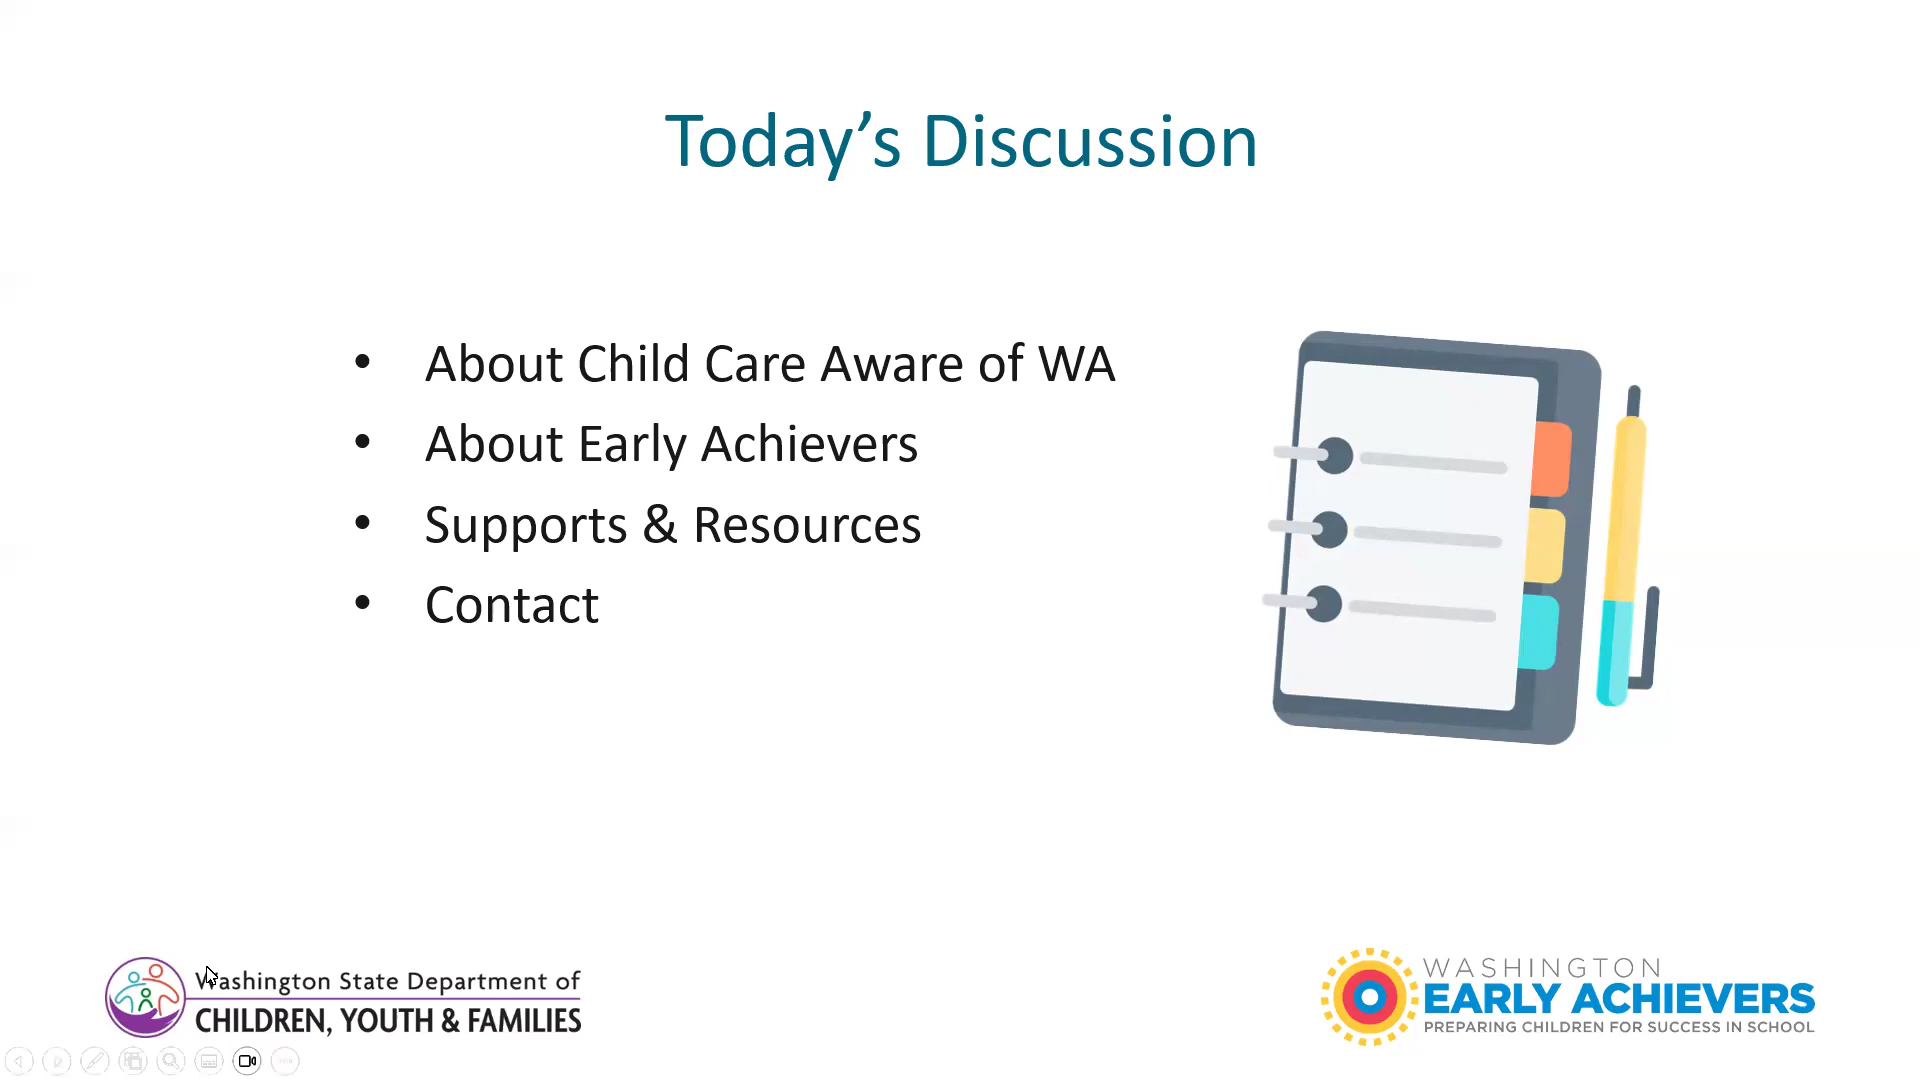 Today’s Discussion
• About Child Care Aware of WA
• About Early Achievers
• Supports & Resources
• Contact
Washington State Department of
CHILDREN, YOUTH & FAMILIES
WASHINGTON
EARLY ACHIEVERS
PREPARING CHILDREN FOR SUCCESS IN SCHOOL